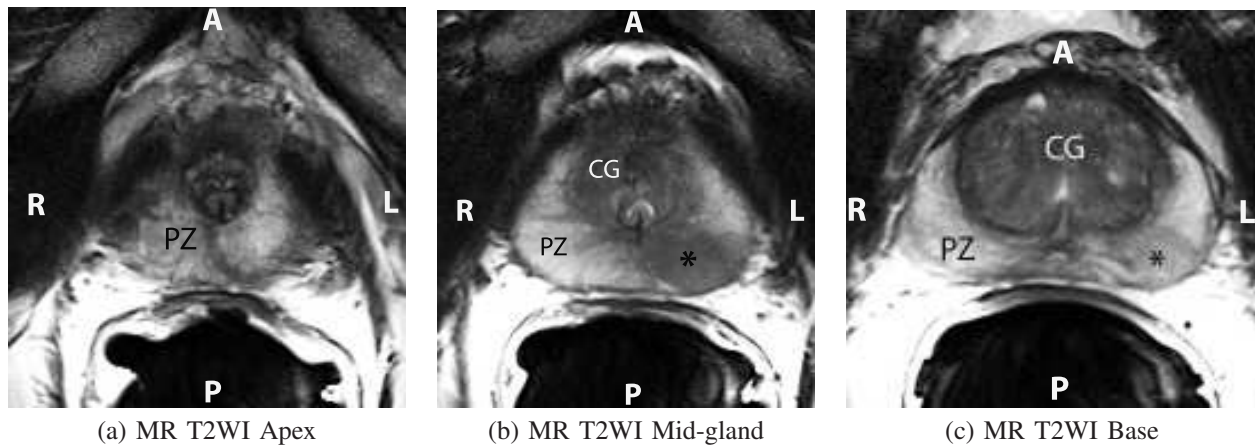 A
R
L
PZ
P
(a) MR T2WI Apex
A
CG
R
L
PZ
*
P
(b) MR T2WI Mid-gland
A
CG
R
L
PZ
*
P
(c) MR T2WI Base